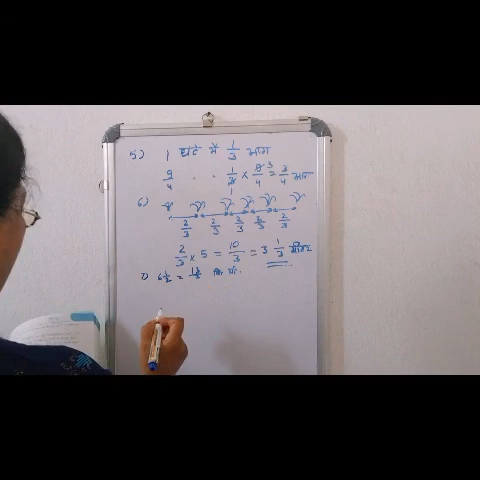 5) 1 घंटे में 1/3 भाग
9/4 . . 1/3 × 9/4 = 3/4 भाग
6)
2/3 2/3 2/3 2/3 2/3
2/3 × 5 = 10/3 = 3 1/3 मीटर
7) 6 1/2 =